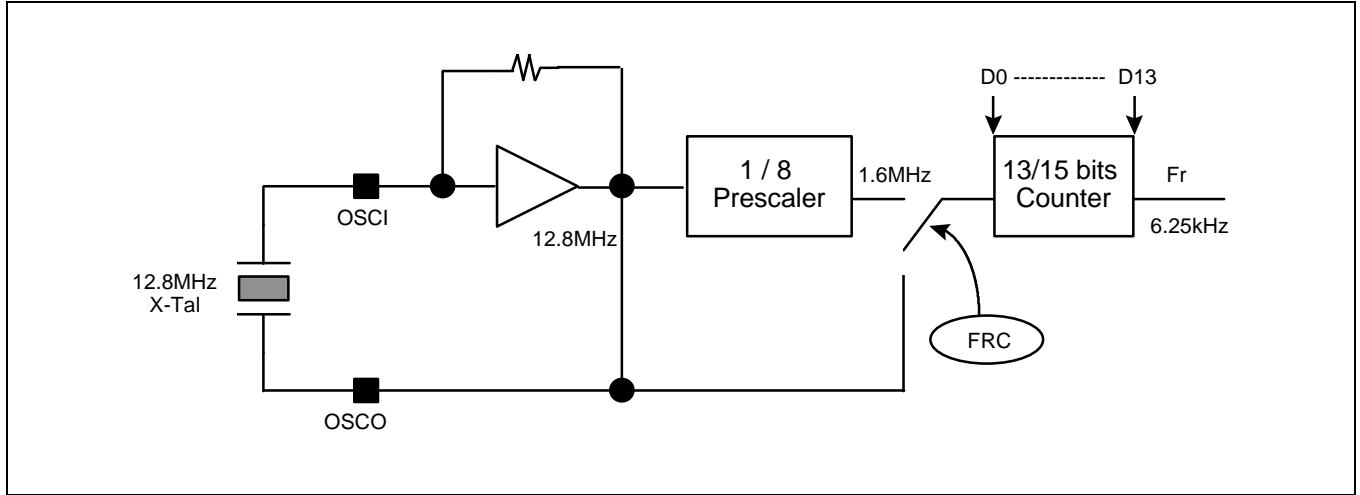 D0 ------------- D13
1 / 8
Prescaler
1.6MHz
13/15 bits
Counter
Fr
6.25kHz
OSCI
12.8MHz
12.8MHz
X-Tal
FRC
OSCO